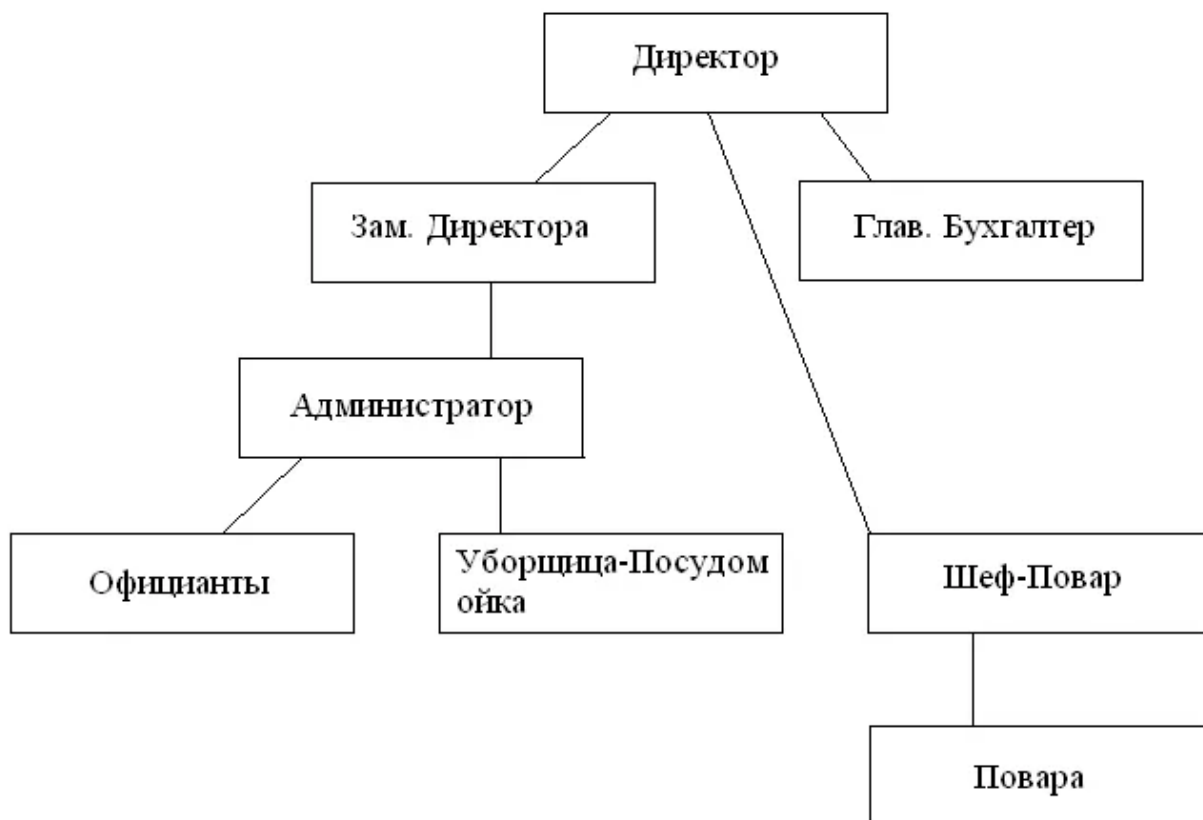 Директор
Зам. Директора
Глав. Бухгалтер
Администратор
Официанты
Уборщица-Посудом
ойка
Шеф-Повар
Повара